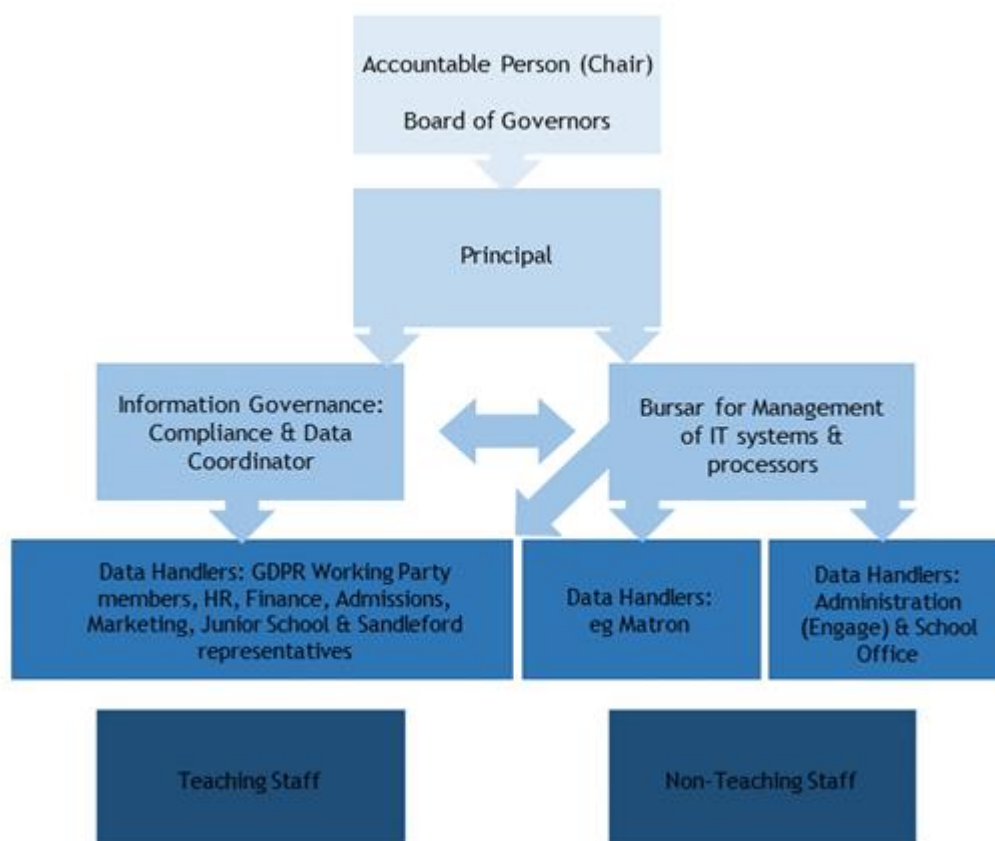 Accountable Person (Chair)
Board of Governors
Principal
Information Governance:
Compliance & Data
Coordinator
Bursar for Management
of IT systems &
processors
Data Handlers: GDPR Working Party
members, HR, Finance, Admissions,
Marketing, Junior School & Sandleford
representatives
Data Handlers:
eg Matron
Data Handlers:
Administration
(Engage) & School
Office
Teaching Staff
Non-Teaching Staff